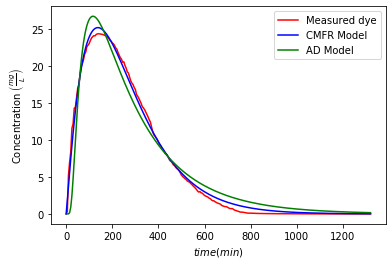 Measured dye
CMFR Model
AD Model
Concentration (mg/L)
25
20
15
10
5
0
0 200 400 600 800 1000 1200
time(min)